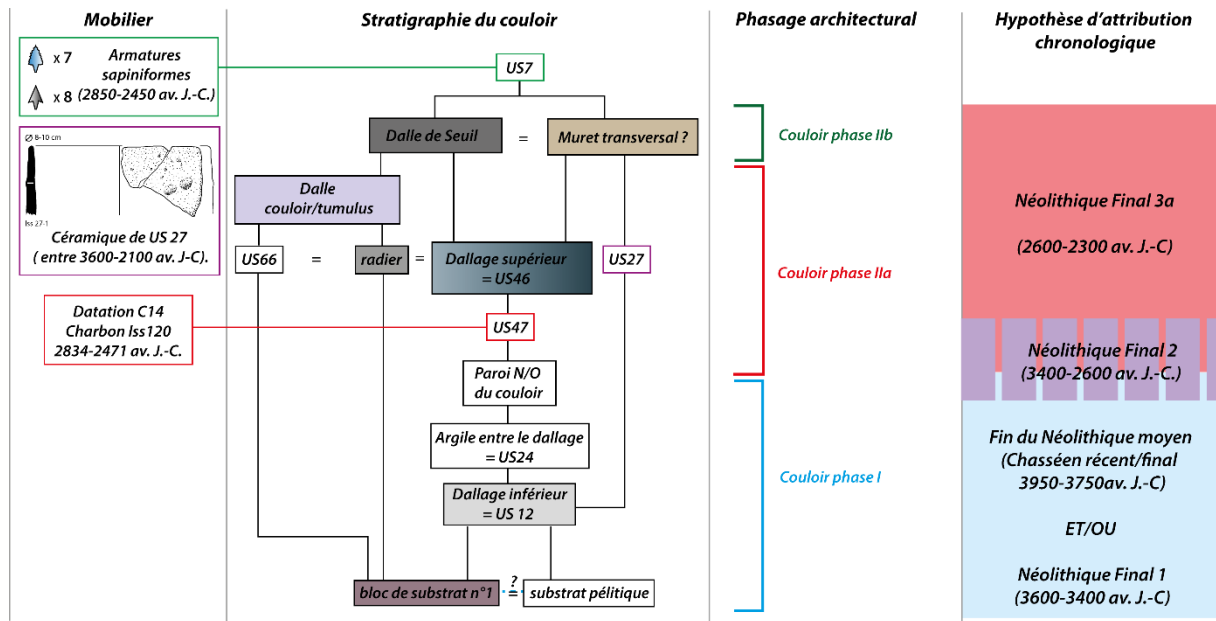 Mobilier
Stratigraphie du couloir
Phasage architectural
Hypothèse d'attribution
chronologique
x 7
x 8
Armatures
sapiniformes
(2850-2450 av. J.-C.)
Ø 8-10 cm
Iss 27-1
Céramique de US 27
( entre 3600-2100 av. J-C).
Datation C14
Charbon Iss120
2834-2471 av. J.-C.
US7
Dalle de Seuil
=
Muret transversal ?
Dalle
couloir/tumulus
US66
=
radier
=
Dallage supérieur
= US46
US27
US47
Paroi N/O
du couloir
Argile entre le dallage
= US24
Dallage inférieur
= US 12
bloc de substrat n°1
?
=
substrat pélitique
Couloir phase IIb
Couloir phase IIa
Couloir phase I
Néolithique Final 3a
(2600-2300 av. J.-C)
Néolithique Final 2
(3400-2600 av. J.-C.)
Fin du Néolithique moyen
(Chasséen récent/final
3950-3750av. J.-C)
ET/OU
Néolithique Final 1
(3600-3400 av. J.-C)